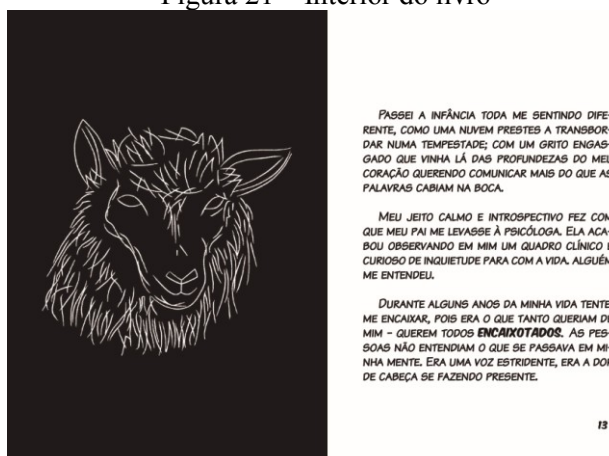 Figura 21 – Interior do livro
PASSEI A INFÂNCIA TODA ME SENTINDO DIFE-
RENTE, COMO UMA NUVEM PRESTES A TRANSBOR-
DAR NUMA TEMPESTADE; COM UM GRITO ENGAS-
GADO QUE VINHA LÁ DAS PROFUNDEZAS DO MEU
CORAÇÃO QUERENDO COMUNICAR MAIS DO QUE AS
PALAVRAS CABIAM NA BOCA.
MEU JEITO CALMO E INTROSPECTIVO FEZ COM
QUE MEU PAI ME LEVASSE À PSICÓLOGA. ELA ACA-
BOU OBSERVANDO EM MIM UM QUADRO CLÍNICO E
CURIOSO DE INQUIETUDE PARA COM A VIDA. ALGUÉM
ME ENTENDEU.
DURANTE ALGUNS ANOS DA MINHA VIDA TENTE
ME ENCAIXAR, POIS ERA O QUE TANTO QUERIAM DE
MIM – QUEREM TODOS ENCAIXOTADOS. AS PES-
SOAS NÃO ENTENDIAM O QUE SE PASSAVA EM MI-
NHA MENTE. ERA UMA VOZ ESTRIDENTE, ERA A DOR
DE CABEÇA SE FAZENDO PRESENTE.
13